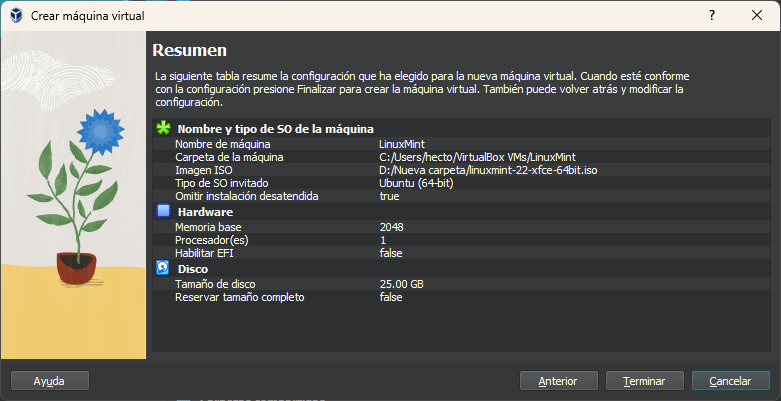 Crear máquina virtual
?
Resumen
La siguiente tabla resume la configuración que ha elegido para la nueva máquina virtual. Cuando esté conforme
con la configuración presione Finalizar para crear la máquina virtual. También puede volver atrás y modificar la
configuración.
Nombre y tipo de SO de la máquina
Nombre de máquina LinuxMint
Carpeta de la máquina C:/Users/hecto/VirtualBox VMs/LinuxMint
Imagen ISO D:/Nueva carpeta/linuxmint-22-xfce-64bit.iso
Tipo de SO invitado Ubuntu (64-bit)
Omitir instalación desatendida true
Hardware
Memoria base 2048
Procesador(es) 1
Habilitar EFI false
Disco
Tamaño de disco 25.00 GB
Reservar tamaño completo false
Ayuda Anterior Terminar Cancelar